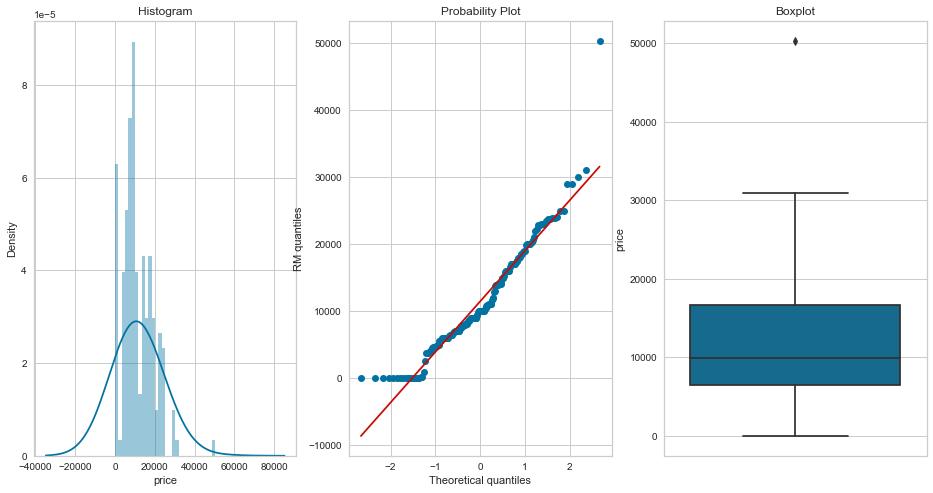 Histogram
1e−5
8
6
4
2
0
Density
−40000 −20000 0 20000 40000 60000 80000
price
Probability Plot
50000
40000
30000
20000
10000
0
−10000
RM quantiles
−2 −1 0 1 2
Theoretical quantiles
Boxplot
50000
40000
30000
20000
10000
0
price